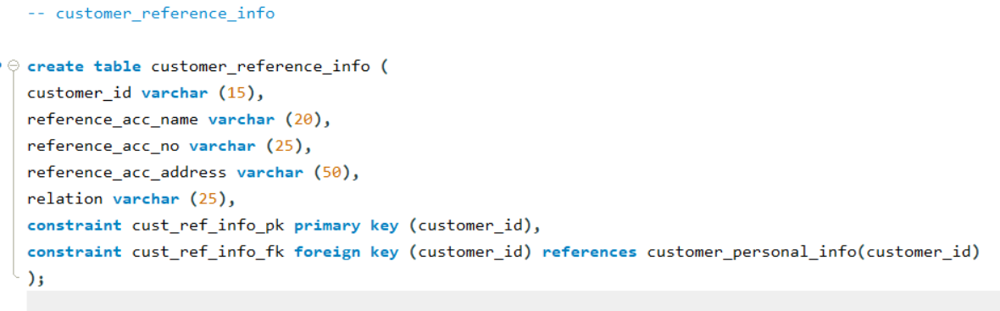 -- customer_reference_info
create table customer_reference_info (
customer_id varchar (15),
reference_acc_name varchar (20),
reference_acc_no varchar (25),
reference_acc_address varchar (50),
relation varchar (25),
constraint cust_ref_info_pk primary key (customer_id),
constraint cust_ref_info_fk foreign key (customer_id) references customer_personal_info(customer_id)
);